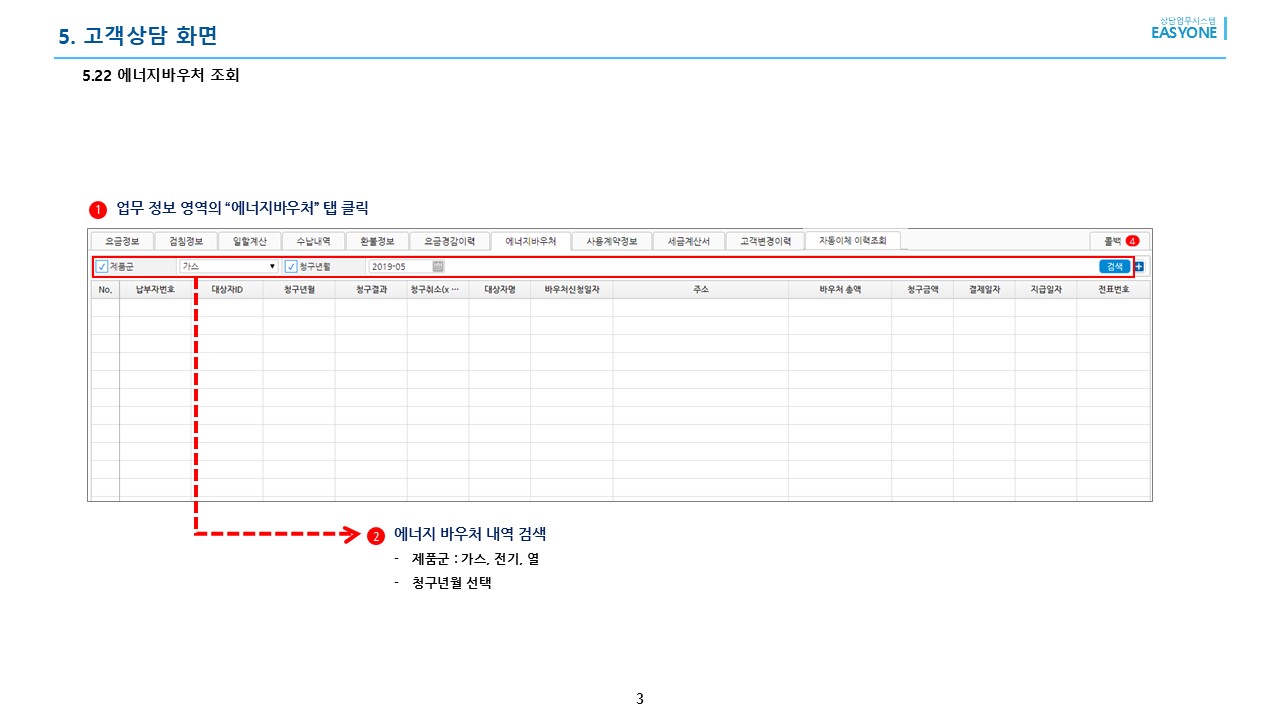 5. 고객상담 화면
상담업무시스템
EASYONE
5.22 에너지바우처 조회
1 업무 정보 영역의 “에너지바우처” 탭 클릭
요금정보 검침정보 일할계산 수납내역 환불정보 요금경감이력 에너지바우처 사용계약정보 세금계산서 고객변경이력 자동이체 이력조회 콜백 4
제품군 가스 청구년월 2019-05 검색
No. 납부자번호 대상자ID 청구년월 청구결과 청구취소(x ··· 대상자명 바우처신청일자 주소 바우처 총액 청구금액 결제일자 지급일자 전표번호
2 에너지 바우처 내역 검색
- 제품군 : 가스, 전기, 열
- 청구년월 선택
3